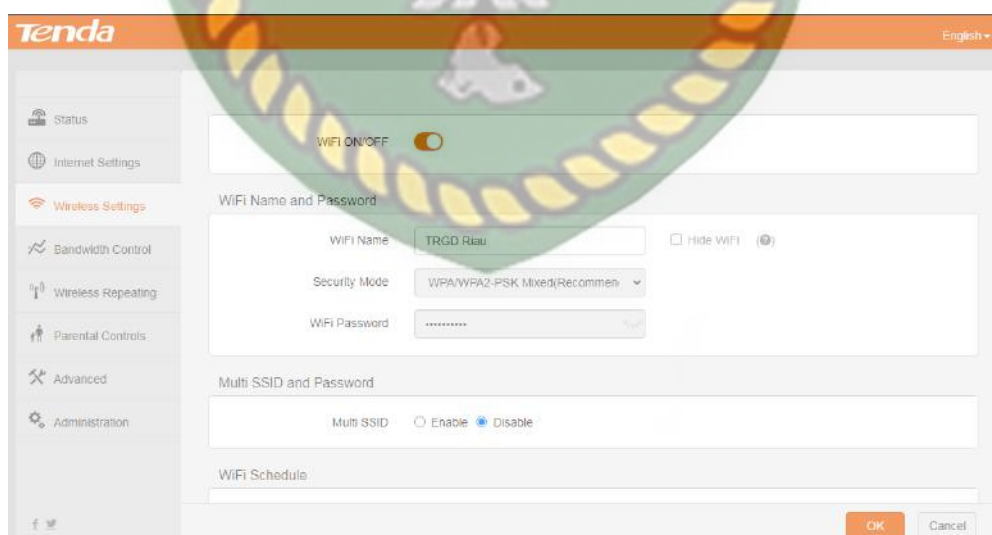 Tenda
English
Status
Internet Settings
Wireless Settings
Bandwidth Control
Wireless Repeating
Parental Controls
Advanced
Administration
WiFi ON/OFF
WiFi Name and Password
WiFi Name TRGD Riau Hide WiFi (?)
Security Mode WPA/WPA2-PSK Mixed(Recommen
WiFi Password ••••••••••
Multi SSID and Password
Multi SSID Enable Disable
WiFi Schedule
OK Cancel